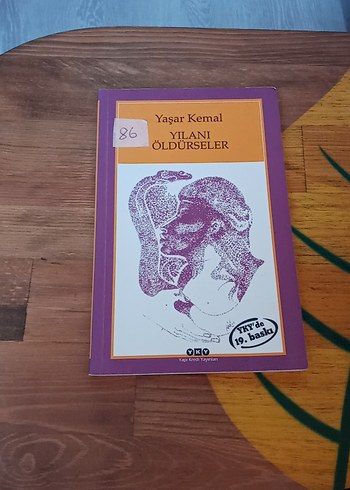 Yaşar Kemal
86
YILANI
ÖLDÜRSELER
YKY'de
19. baskı
YKY
Yapı Kredi Yayınları